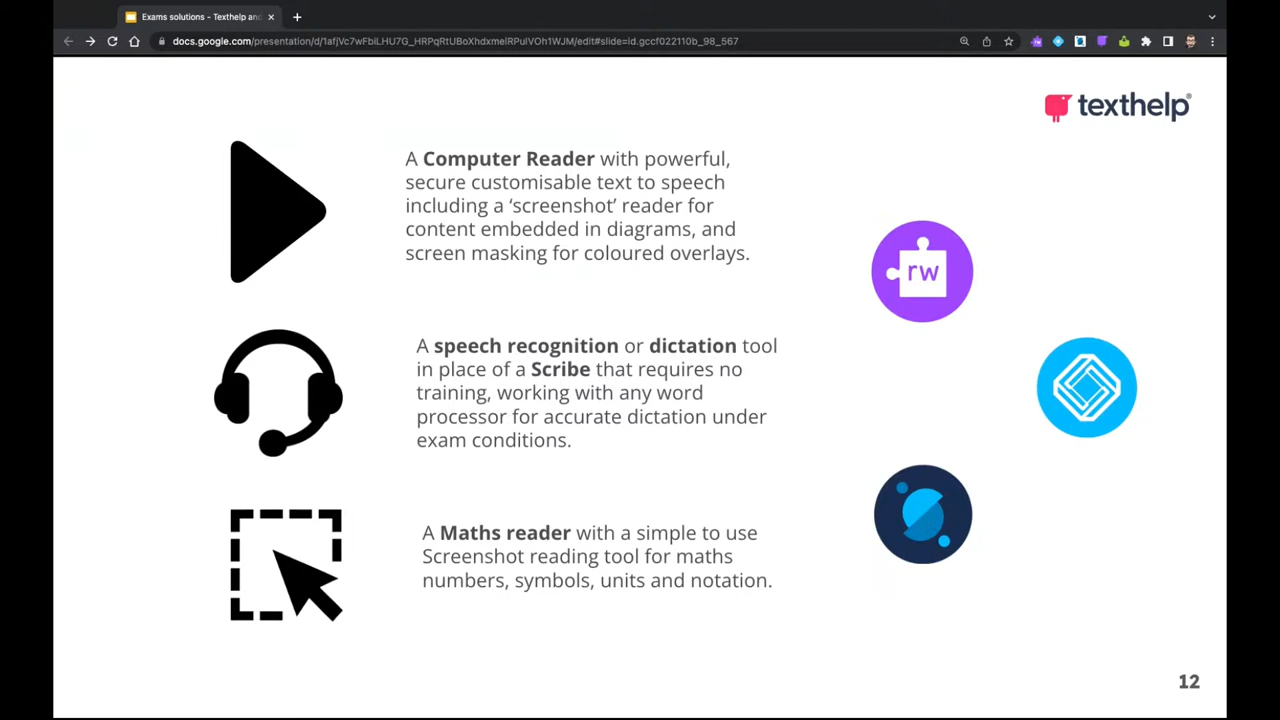 Exams solutions - Texthelp and
docs.google.com/presentation/d/1afjVc7wFbiLHU7G_HRPqRtUBoXhdxmeIRPulVOh1WJM/edit#slide=id.gccf022110b_98_567
texthelp®
A Computer Reader with powerful,
secure customisable text to speech
including a ‘screenshot’ reader for
content embedded in diagrams, and
screen masking for coloured overlays.
rw
A speech recognition or dictation tool
in place of a Scribe that requires no
training, working with any word
processor for accurate dictation under
exam conditions.
A Maths reader with a simple to use
Screenshot reading tool for maths
numbers, symbols, units and notation.
12